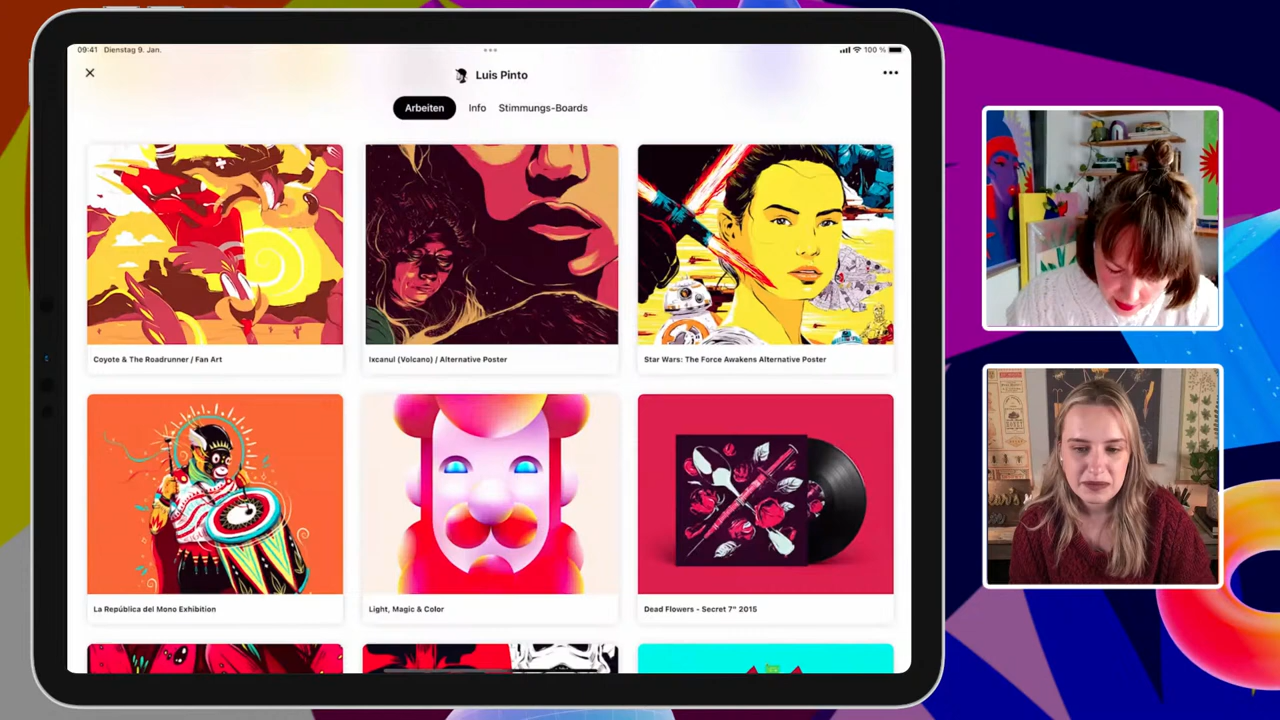 09:41 Dienstag 9. Jan.
100 %
Luis Pinto
Arbeiten Info Stimmungs-Boards
Coyote & The Roadrunner / Fan Art
Ixcanul (Volcano) / Alternative Poster
Star Wars: The Force Awakens Alternative Poster
La República del Mono Exhibition
Light, Magic & Color
Dead Flowers - Secret 7" 2015